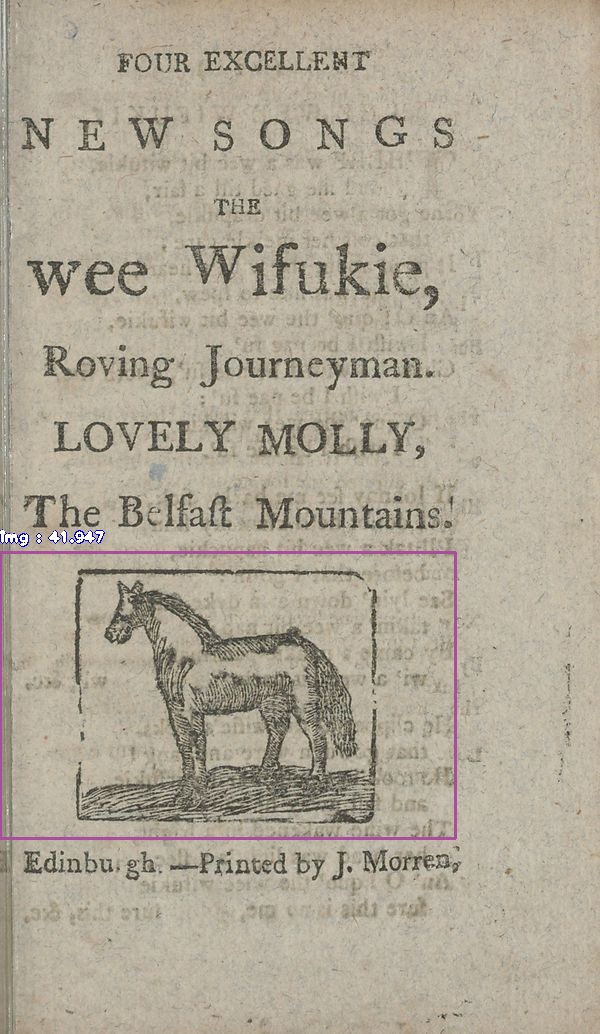 FOUR EXCELLENT
NEW SONGS
THE
wee Wifukie,
Roving Journeyman.
LOVELY MOLLY,
The Belfaſt Mountains.
Img : 41.947
Edinbu.gh.—Printed by J. Morren,